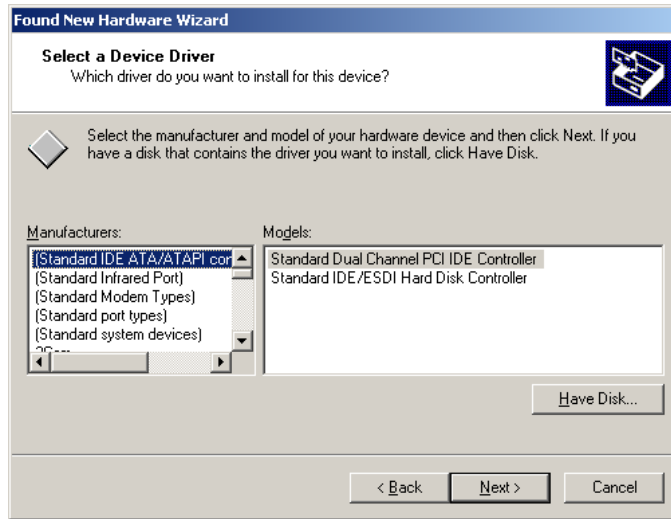 Found New Hardware Wizard
Select a Device Driver
Which driver do you want to install for this device?
Select the manufacturer and model of your hardware device and then click Next. If you
have a disk that contains the driver you want to install, click Have Disk.
Manufacturers:
(Standard IDE ATA/ATAPI con
(Standard Infrared Port)
(Standard Modem Types)
(Standard port types)
(Standard system devices)
Models:
Standard Dual Channel PCI IDE Controller
Standard IDE/ESDI Hard Disk Controller
Have Disk...
< Back
Next >
Cancel